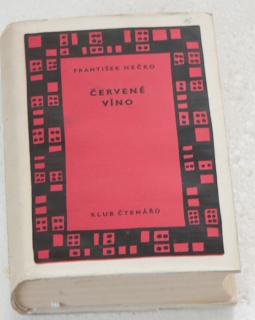 FRANTIŠEK HEČKO
ČERVENÉ
VÍNO
KLUB ČTENÁŘŮ